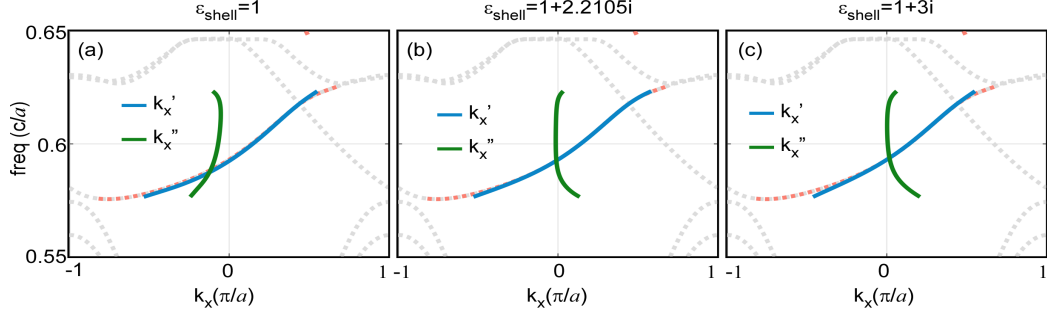 ε_shell=1
ε_shell=1+2.2105i
ε_shell=1+3i
freq (c/a)
0.65
0.6
0.55
(a)
k_x'
k_x''
-1
0
1
k_x(π/a)
(b)
k_x'
k_x''
-1
0
1
k_x(π/a)
(c)
k_x'
k_x''
-1
0
1
k_x(π/a)